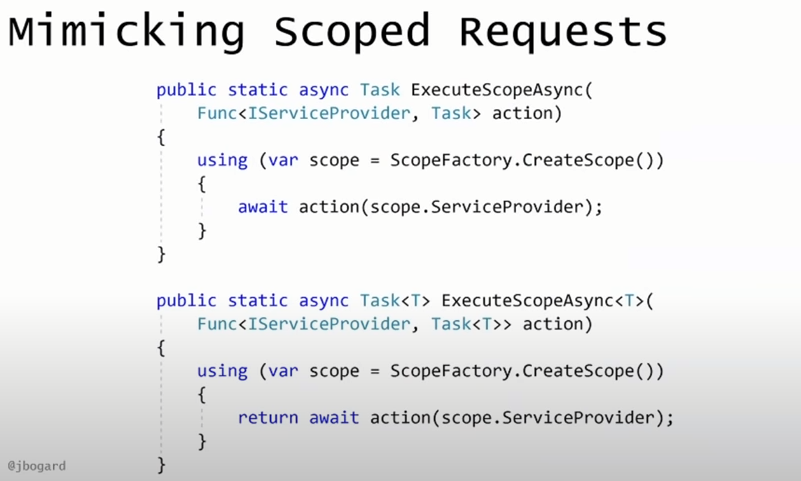 Mimicking Scoped Requests
public static async Task ExecuteScopeAsync(
    Func<IServiceProvider, Task> action)
{
    using (var scope = ScopeFactory.CreateScope())
    {
        await action(scope.ServiceProvider);
    }
}
public static async Task<T> ExecuteScopeAsync<T>(
    Func<IServiceProvider, Task<T>> action)
{
    using (var scope = ScopeFactory.CreateScope())
    {
        return await action(scope.ServiceProvider);
    }
}
@jbogard